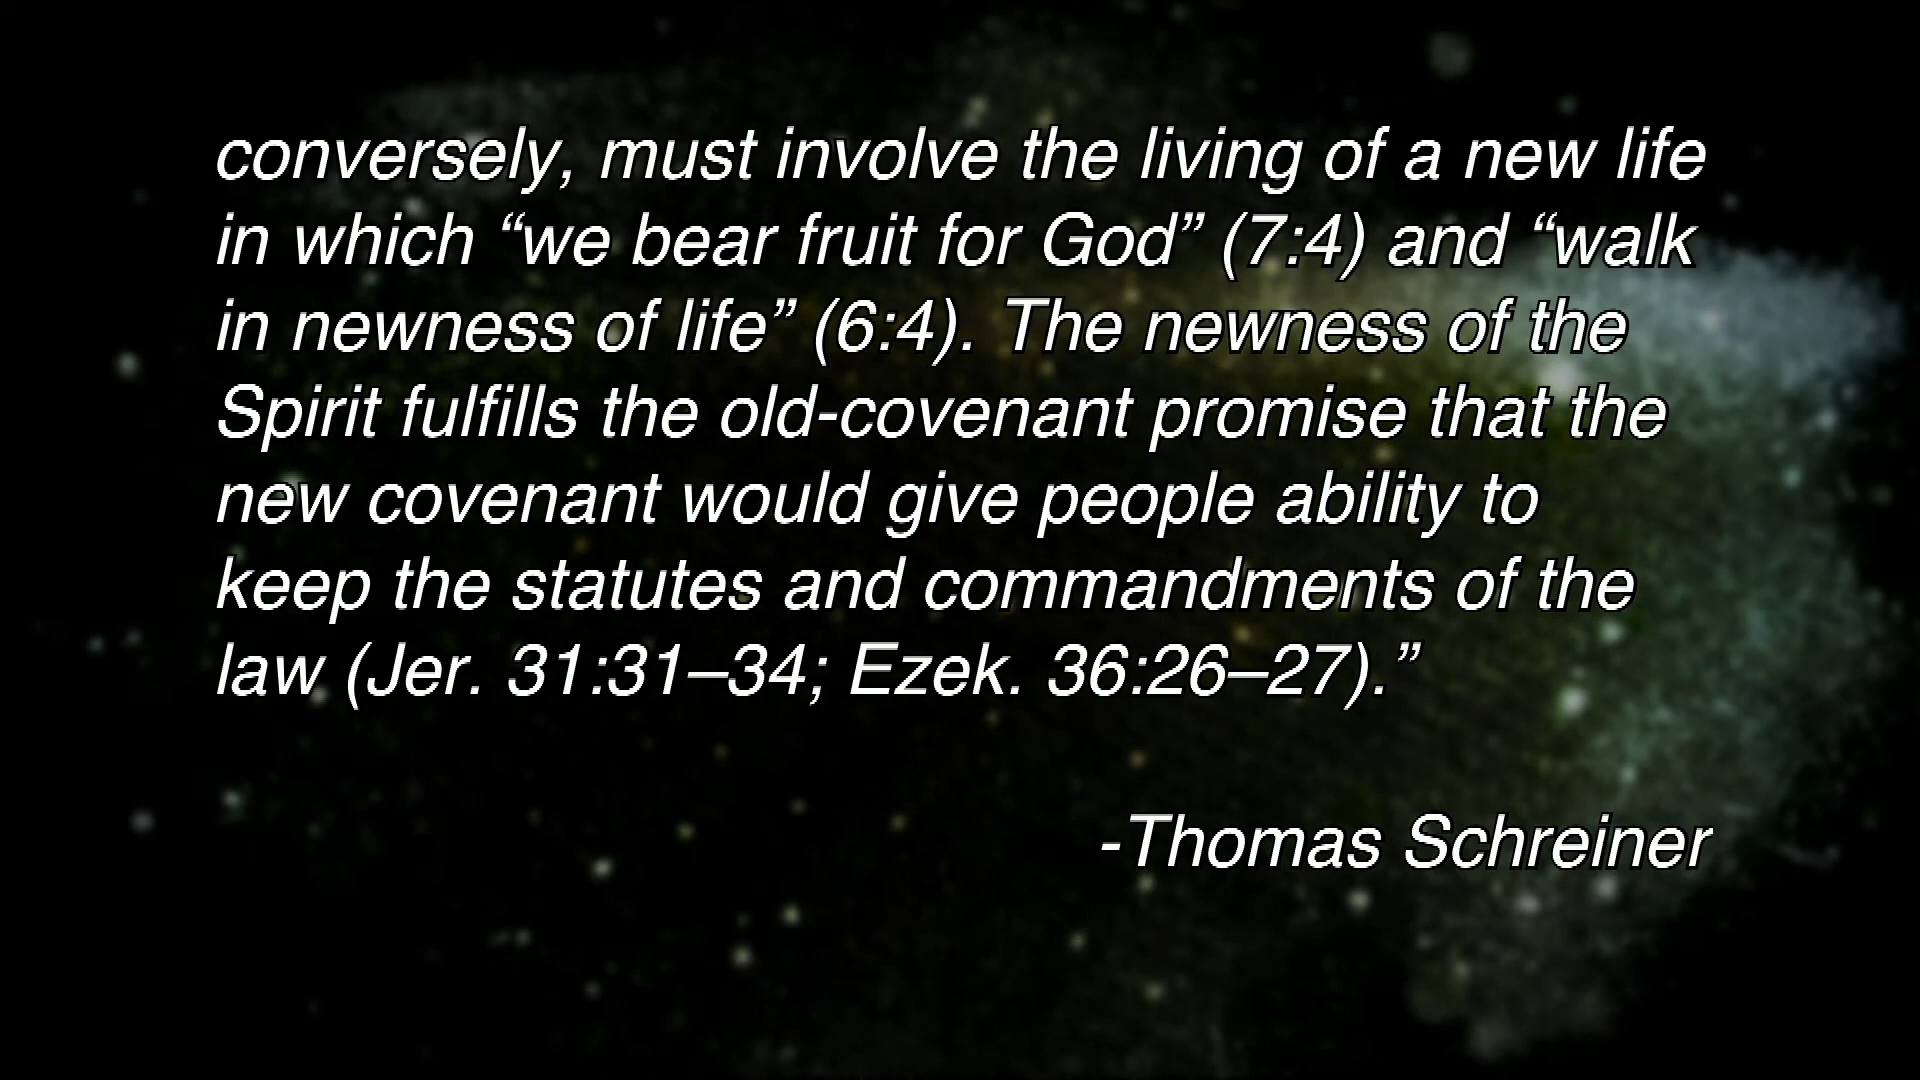 conversely, must involve the living of a new life
in which “we bear fruit for God” (7:4) and “walk
in newness of life” (6:4). The newness of the
Spirit fulfills the old-covenant promise that the
new covenant would give people ability to
keep the statutes and commandments of the
law (Jer. 31:31–34; Ezek. 36:26–27).”
-Thomas Schreiner